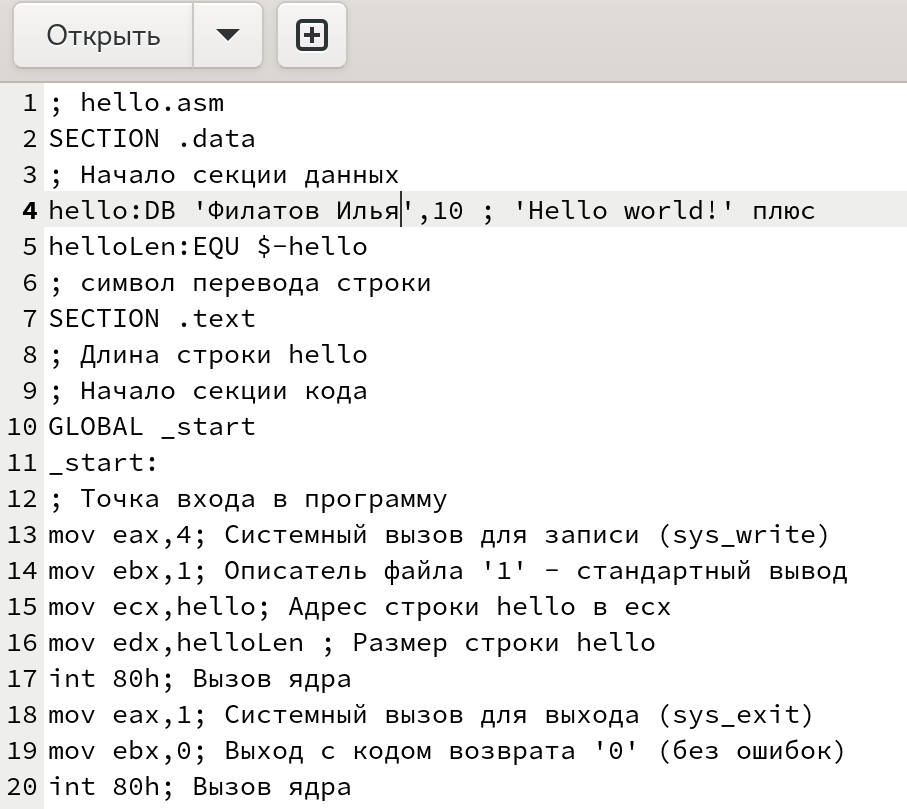 Открыть
1 ; hello.asm
2 SECTION .data
3 ; Начало секции данных
4 hello:DB 'Филатов Илья',10 ; 'Hello world!' плюс
5 helloLen:EQU $-hello
6 ; символ перевода строки
7 SECTION .text
8 ; Длина строки hello
9 ; Начало секции кода
10 GLOBAL _start
11 _start:
12 ; Точка входа в программу
13 mov eax,4; Системный вызов для записи (sys_write)
14 mov ebx,1; Описатель файла '1' - стандартный вывод
15 mov ecx,hello; Адрес строки hello в ecx
16 mov edx,helloLen ; Размер строки hello
17 int 80h; Вызов ядра
18 mov eax,1; Системный вызов для выхода (sys_exit)
19 mov ebx,0; Выход с кодом возврата '0' (без ошибок)
20 int 80h; Вызов ядра